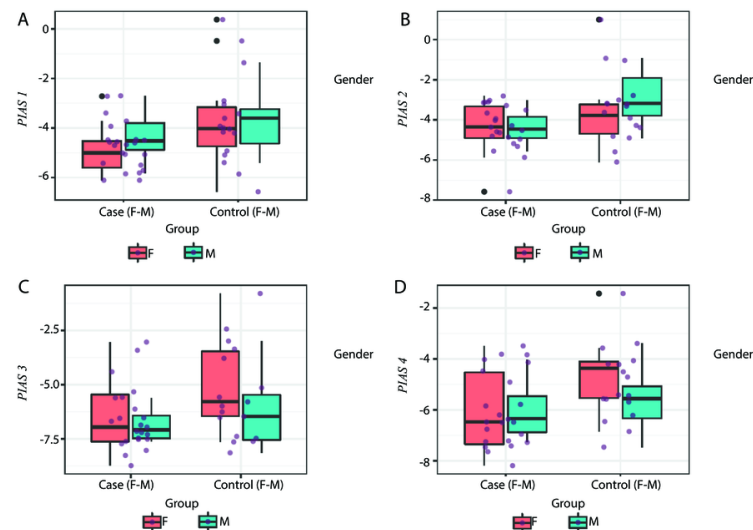 A
B
0
-2
-4
-6
PIAS 1
Case (F-M)
Control (F-M)
Group
F
M
Gender
0
-2
-4
-6
-8
PIAS 2
Case (F-M)
Control (F-M)
Group
F
M
Gender
C
D
-2.5
-5.0
-7.5
PIAS 3
Case (F-M)
Control (F-M)
Group
F
M
Gender
-2
-4
-6
-8
PIAS 4
Case (F-M)
Control (F-M)
Group
F
M
Gender